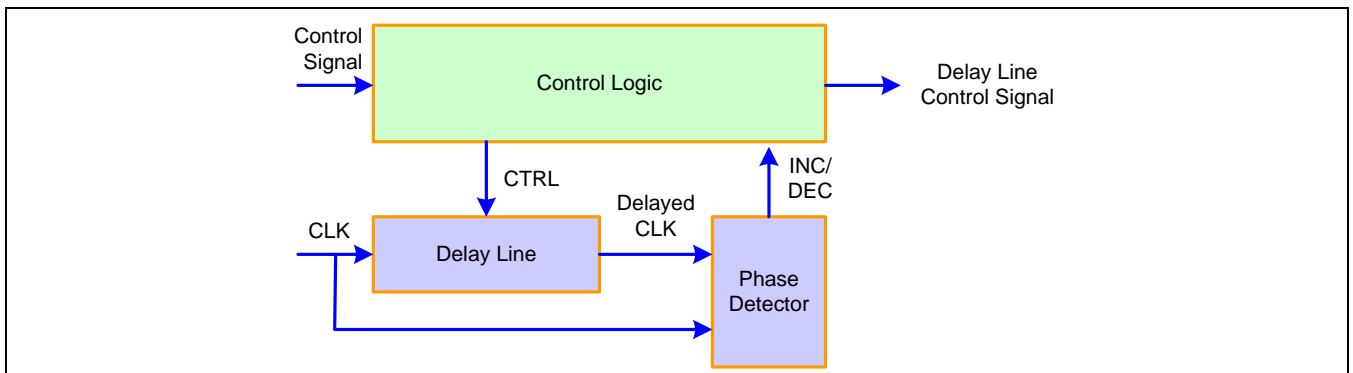 Control
Signal
Control Logic
Delay Line
Control Signal
CTRL
INC/
DEC
CLK
Delay Line
Delayed
CLK
Phase
Detector